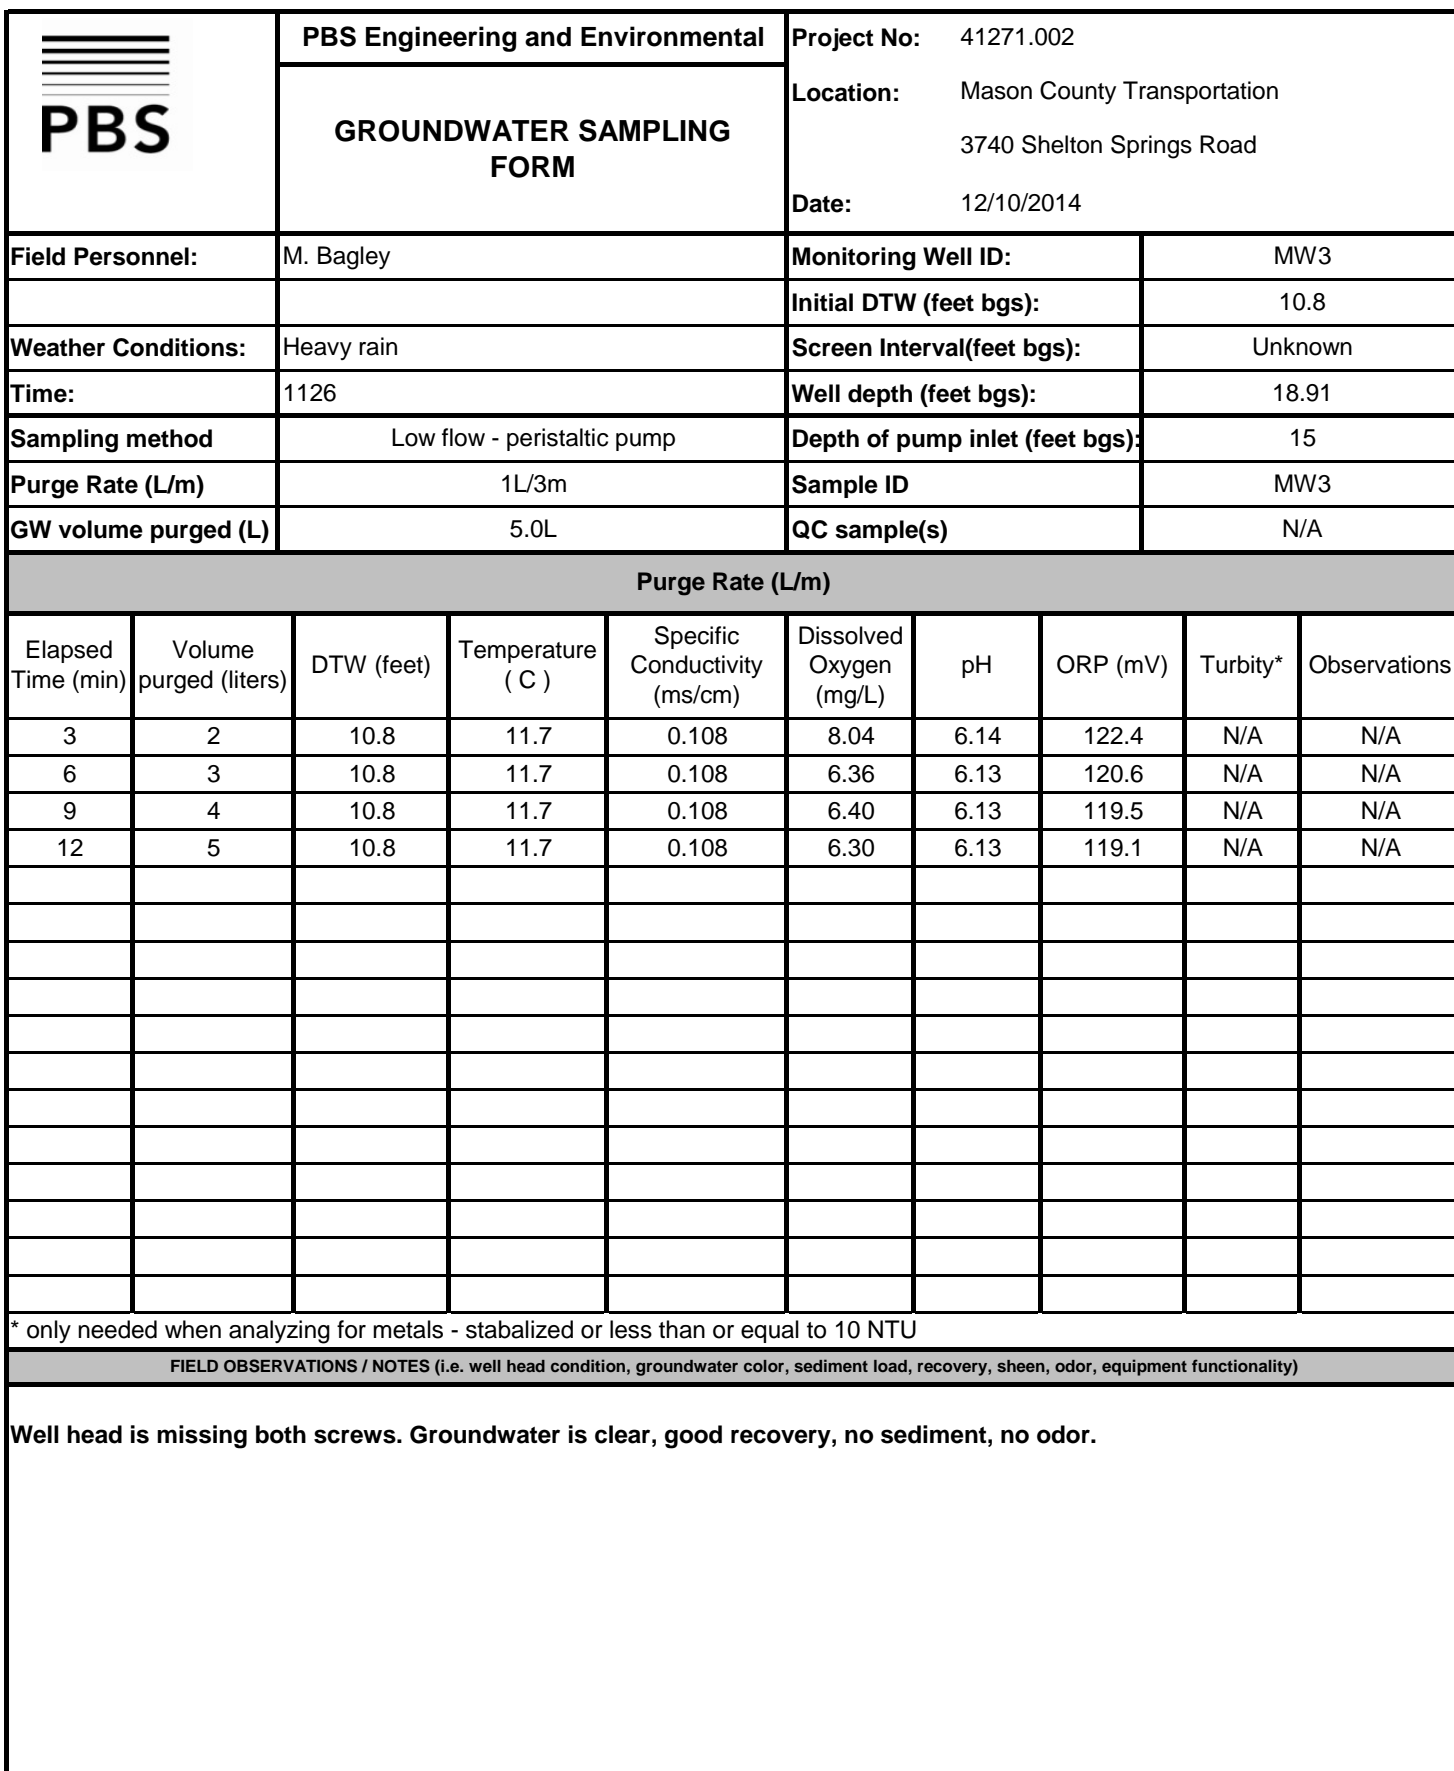 PBS
PBS Engineering and Environmental
GROUNDWATER SAMPLING
FORM
Project No: 41271.002
Location: Mason County Transportation
3740 Shelton Springs Road
Date: 12/10/2014
Field Personnel: M. Bagley Monitoring Well ID: MW3
Initial DTW (feet bgs): 10.8
Weather Conditions: Heavy rain Screen Interval(feet bgs): Unknown
Time: 1126 Well depth (feet bgs): 18.91
Sampling method Low flow - peristaltic pump Depth of pump inlet (feet bgs): 15
Purge Rate (L/m) 1L/3m Sample ID MW3
GW volume purged (L) 5.0L QC sample(s) N/A
Purge Rate (L/m)
Elapsed Time (min) Volume purged (liters) DTW (feet) Temperature ( C ) Specific Conductivity (ms/cm) Dissolved Oxygen (mg/L) pH ORP (mV) Turbity* Observations
3 2 10.8 11.7 0.108 8.04 6.14 122.4 N/A N/A
6 3 10.8 11.7 0.108 6.36 6.13 120.6 N/A N/A
9 4 10.8 11.7 0.108 6.40 6.13 119.5 N/A N/A
12 5 10.8 11.7 0.108 6.30 6.13 119.1 N/A N/A
* only needed when analyzing for metals - stabalized or less than or equal to 10 NTU
FIELD OBSERVATIONS / NOTES (i.e. well head condition, groundwater color, sediment load, recovery, sheen, odor, equipment functionality)
Well head is missing both screws. Groundwater is clear, good recovery, no sediment, no odor.